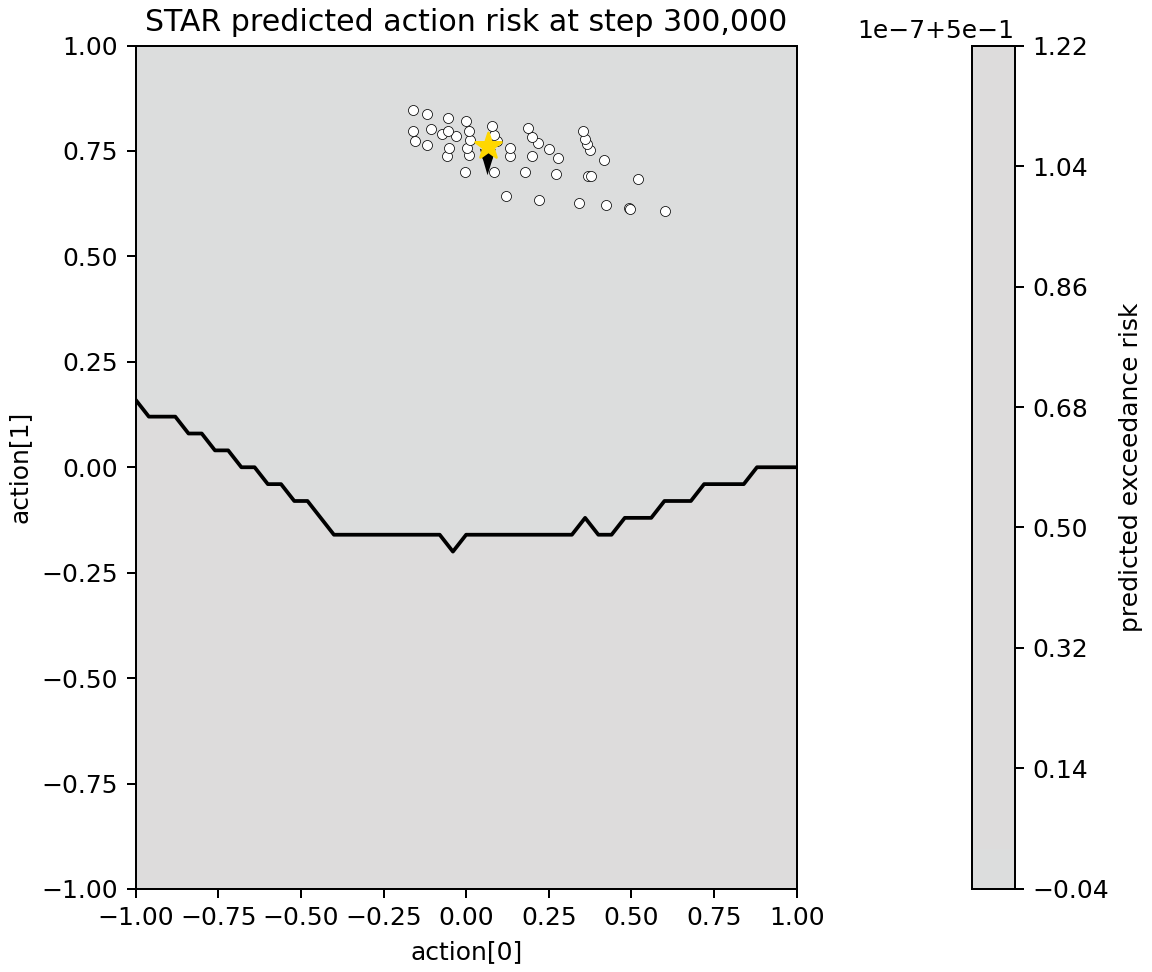 STAR predicted action risk at step 300,000
1e−7+5e−1
1.00
0.75
0.50
0.25
0.00
−0.25
−0.50
−0.75
−1.00
action[1]
−1.00 −0.75 −0.50 −0.25 0.00 0.25 0.50 0.75 1.00
action[0]
1.22
1.04
0.86
0.68
0.50
0.32
0.14
−0.04
predicted exceedance risk